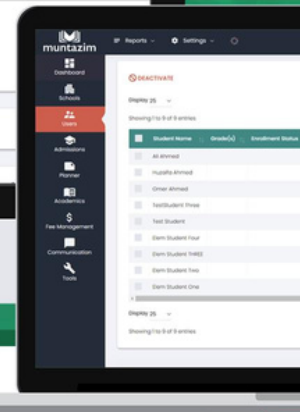 muntazim
Reports
Settings
Dashboard
Schools
Users
Admissions
Planner
Academics
Fee Management
Communication
Tools
DEACTIVATE
Display 25
Showing 1 to 9 of 9 entries
Student Name Grade(s) Enrollment Status
Ali Ahmed
Huzaifa Ahmed
Omer Ahmed
TestStudent Three
Test Student
Elem Student Four
Elem Student THREE
Elem Student Two
Elem Student One
Display 25
Showing 1 to 9 of 9 entries